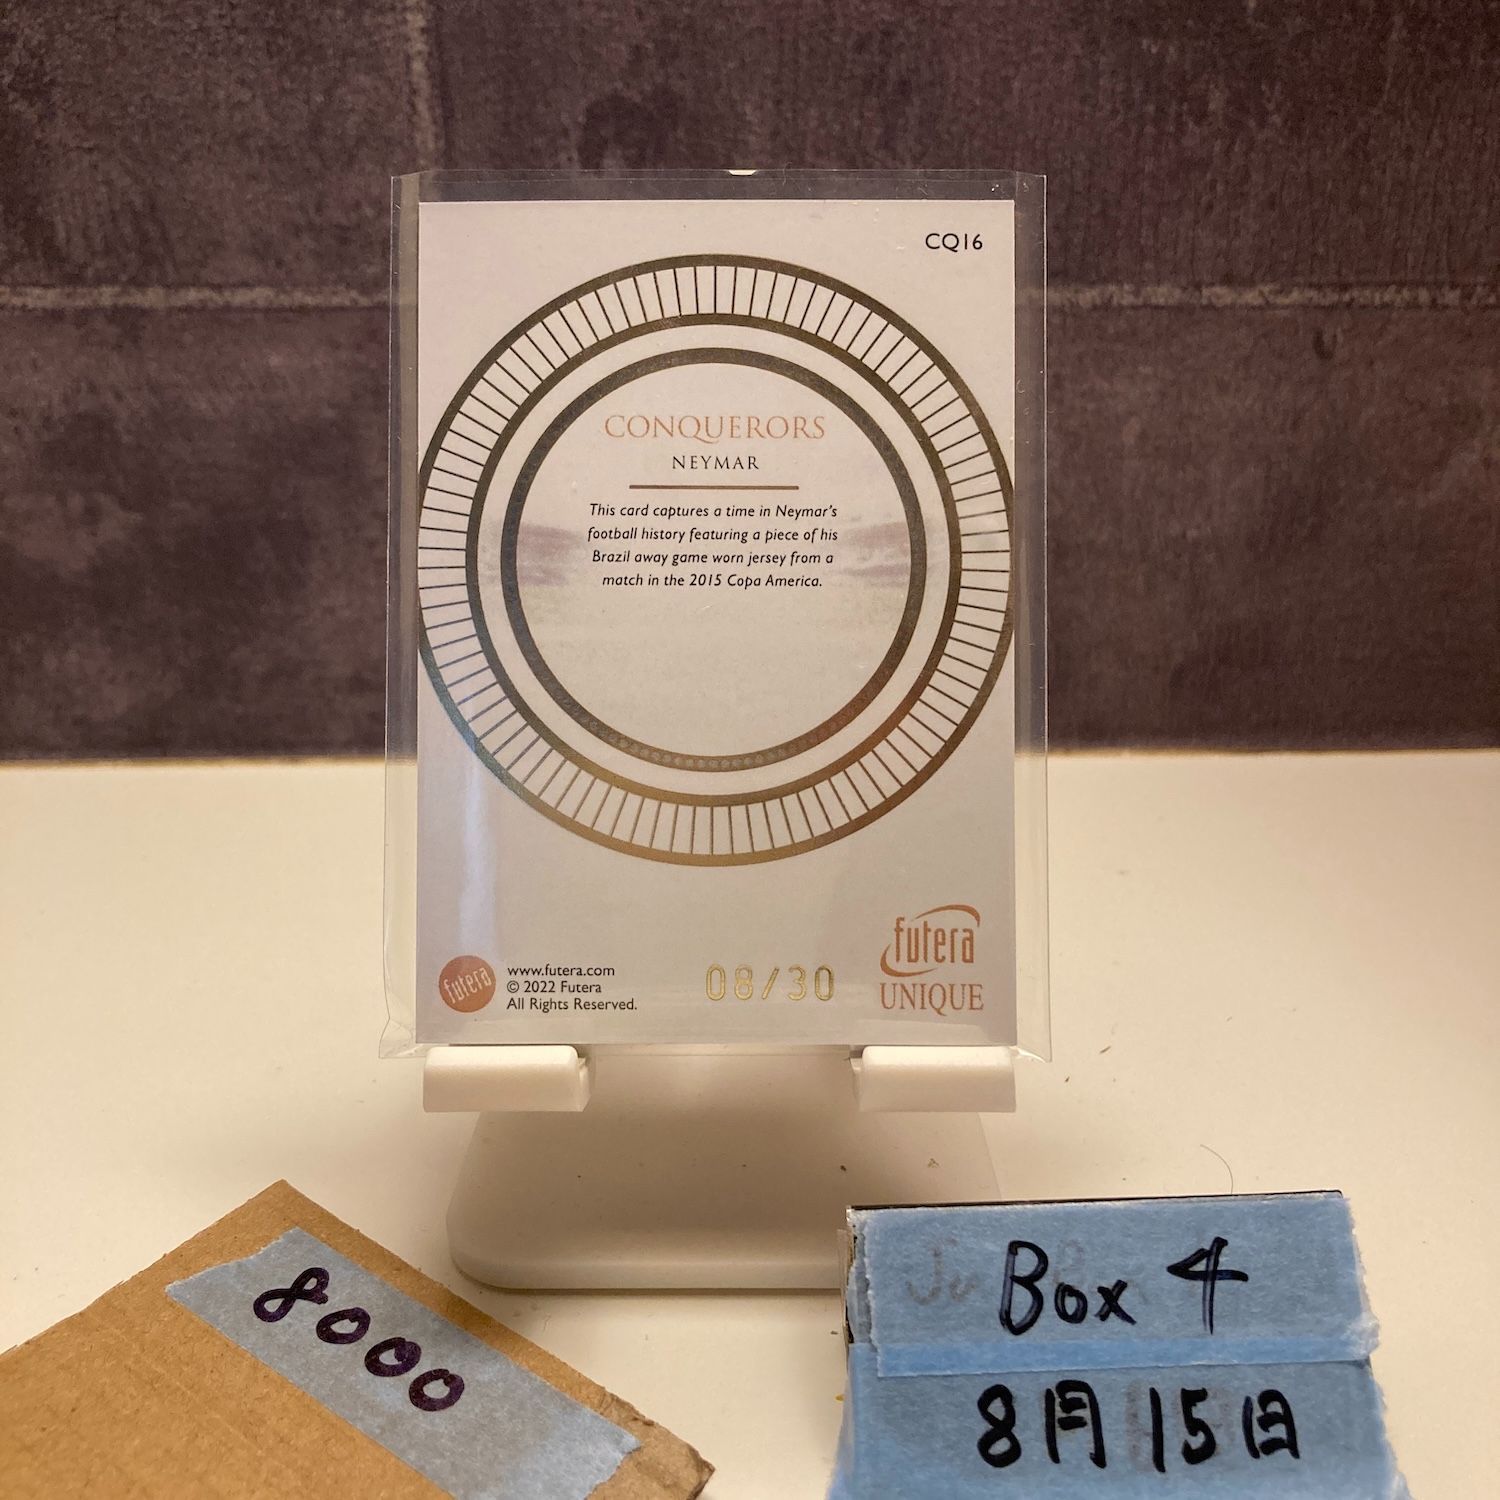 CQ16
CONQUERORS
NEYMAR
This card captures a time in Neymar's
football history featuring a piece of his
Brazil away game worn jersey from a
match in the 2015 Copa America.
futera
www.futera.com
© 2022 Futera
All Rights Reserved.
08/30
futera
UNIQUE
8000
Box 4
8月15日